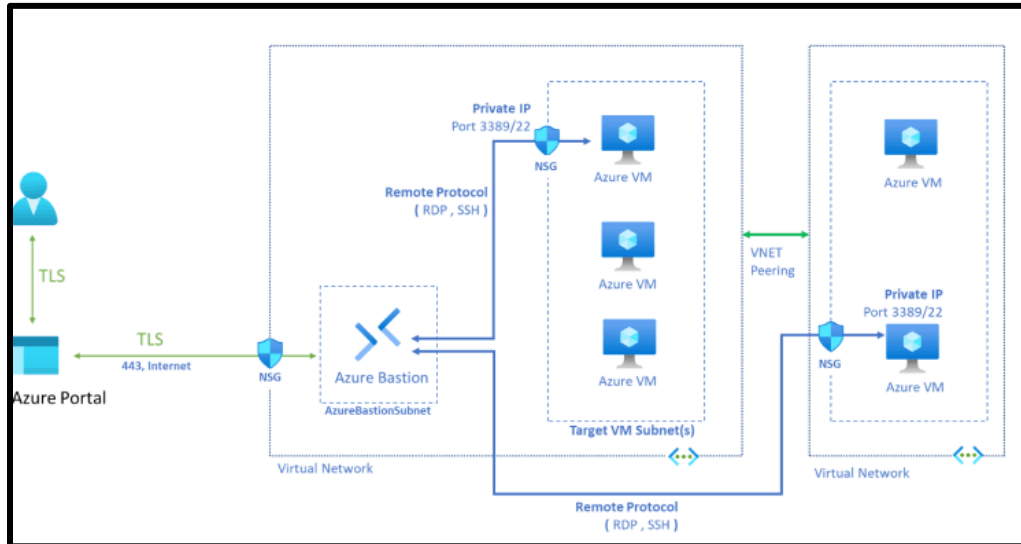 Private IP
Port 3389/22
NSG
Azure VM
Remote Protocol
( RDP , SSH )
Azure VM
Azure VM
Target VM Subnet(s)
TLS
Azure Portal
TLS
443, Internet
NSG
Azure Bastion
AzureBastionSubnet
Virtual Network
VNET
Peering
Azure VM
Private IP
Port 3389/22
NSG
Azure VM
Virtual Network
Remote Protocol
( RDP , SSH )